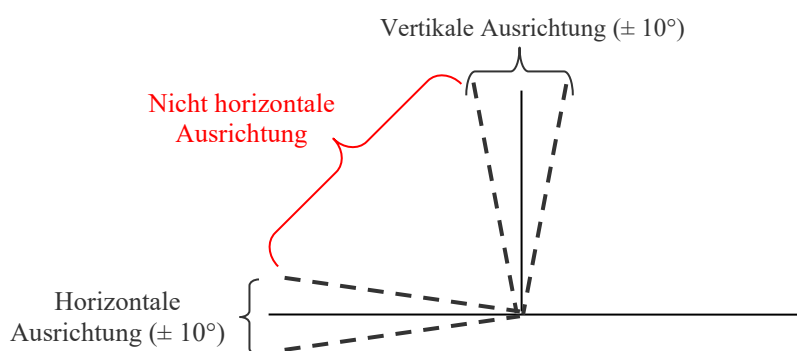 Vertikale Ausrichtung (± 10°)
Nicht horizontale
Ausrichtung
Horizontale
Ausrichtung (± 10°)